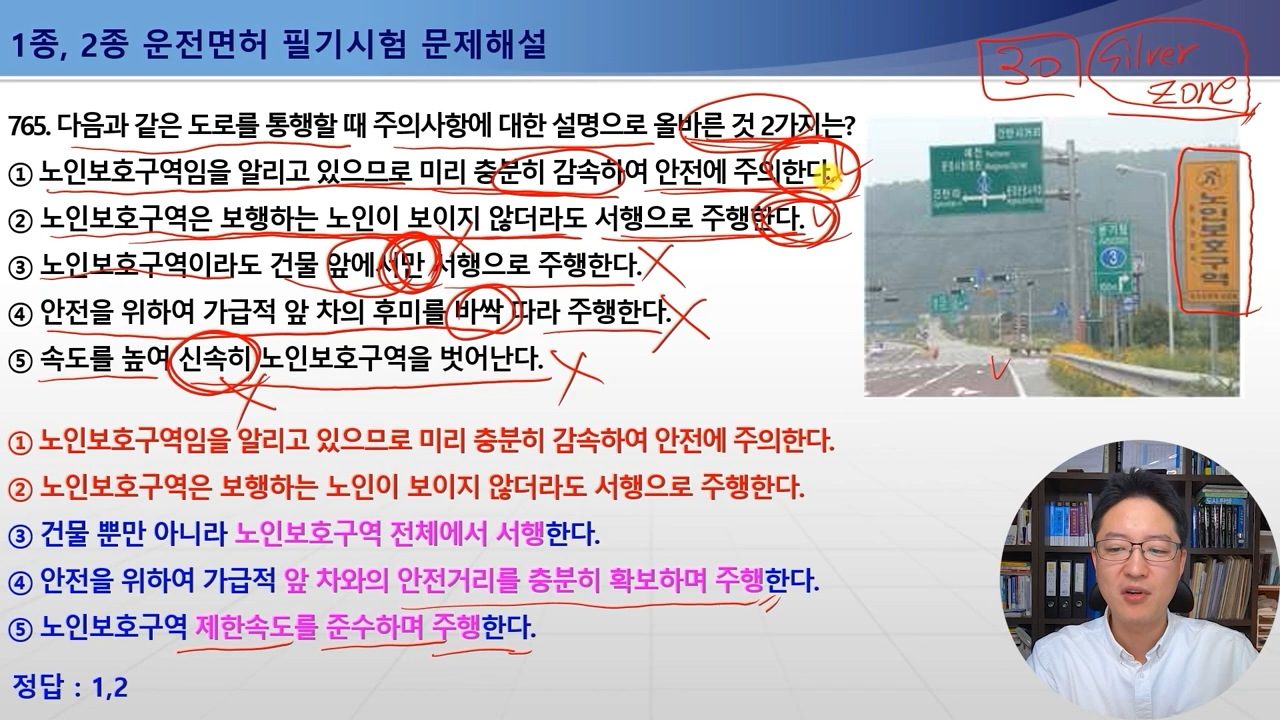 1종, 2종 운전면허 필기시험 문제해설
30
Silver
zone
765. 다음과 같은 도로를 통행할 때 주의사항에 대한 설명으로 올바른 것 2가지는?
① 노인보호구역임을 알리고 있으므로 미리 충분히 감속하여 안전에 주의한다.
② 노인보호구역은 보행하는 노인이 보이지 않더라도 서행으로 주행한다.
③ 노인보호구역이라도 건물 앞에서만 서행으로 주행한다.
④ 안전을 위하여 가급적 앞 차의 후미를 바싹 따라 주행한다.
⑤ 속도를 높여 신속히 노인보호구역을 벗어난다.
노인보호구역
3
① 노인보호구역임을 알리고 있으므로 미리 충분히 감속하여 안전에 주의한다.
② 노인보호구역은 보행하는 노인이 보이지 않더라도 서행으로 주행한다.
③ 건물 뿐만 아니라 노인보호구역 전체에서 서행한다.
④ 안전을 위하여 가급적 앞 차와의 안전거리를 충분히 확보하며 주행한다.
⑤ 노인보호구역 제한속도를 준수하며 주행한다.
정답 : 1,2